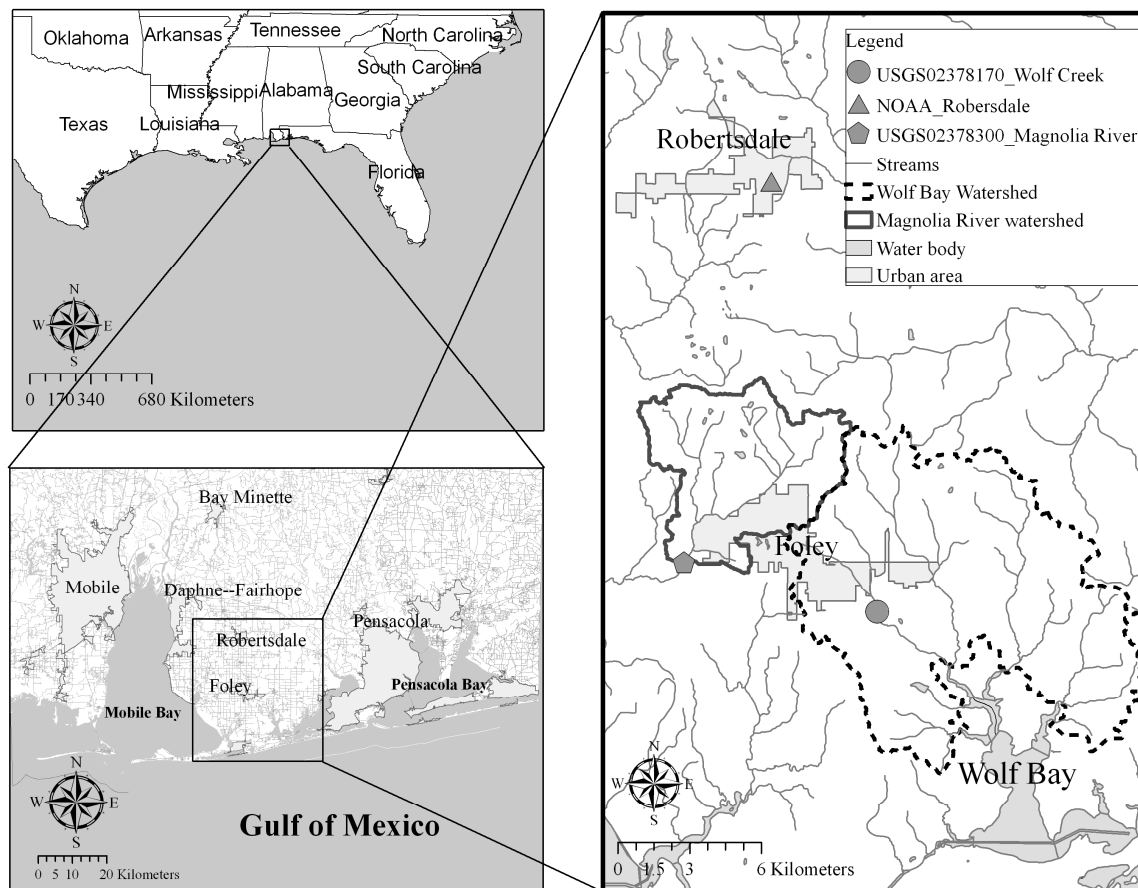 Oklahoma
Arkansas
Tennessee
North Carolina
South Carolina
Mississippi
Alabama
Georgia
Texas
Louisiana
Florida
N
W E
S
0 170 340 680 Kilometers
Bay Minette
Mobile
Daphne--Fairhope
Pensacola
Robertsdale
Foley
Pensacola Bay
Mobile Bay
N
W E
S
Gulf of Mexico
0 5 10 20 Kilometers
Legend
USGS02378170_Wolf Creek
NOAA_Robersdale
USGS02378300_Magnolia River
Streams
Wolf Bay Watershed
Magnolia River watershed
Water body
Urban area
Robertsdale
Foley
Wolf Bay
N
W E
S
0 1.5 3 6 Kilometers